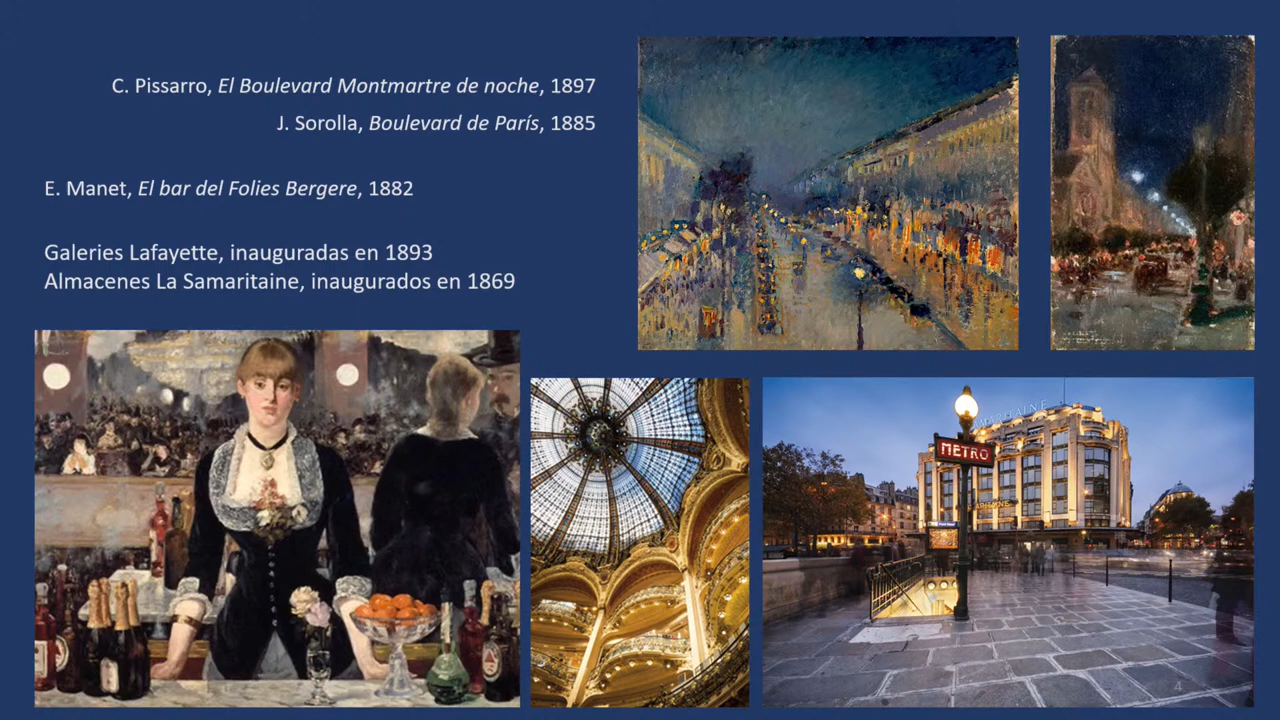 C. Pissarro, El Boulevard Montmartre de noche, 1897
J. Sorolla, Boulevard de París, 1885
E. Manet, El bar del Folies Bergere, 1882
Galeries Lafayette, inauguradas en 1893
Almacenes La Samaritaine, inaugurados en 1869
METRO
4